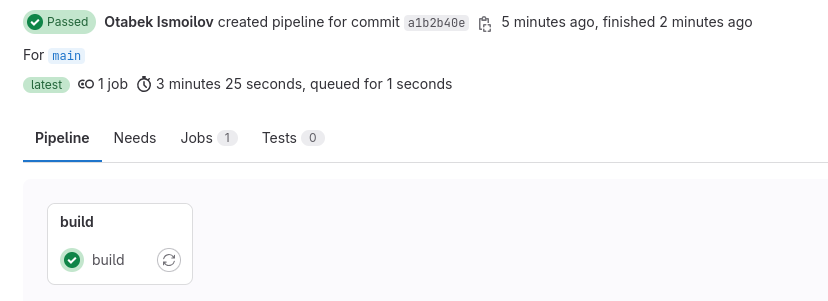 Passed Otabek Ismoilov created pipeline for commit a1b2b40e 5 minutes ago, finished 2 minutes ago
For main
latest 1 job 3 minutes 25 seconds, queued for 1 seconds
Pipeline Needs Jobs 1 Tests 0
build
build